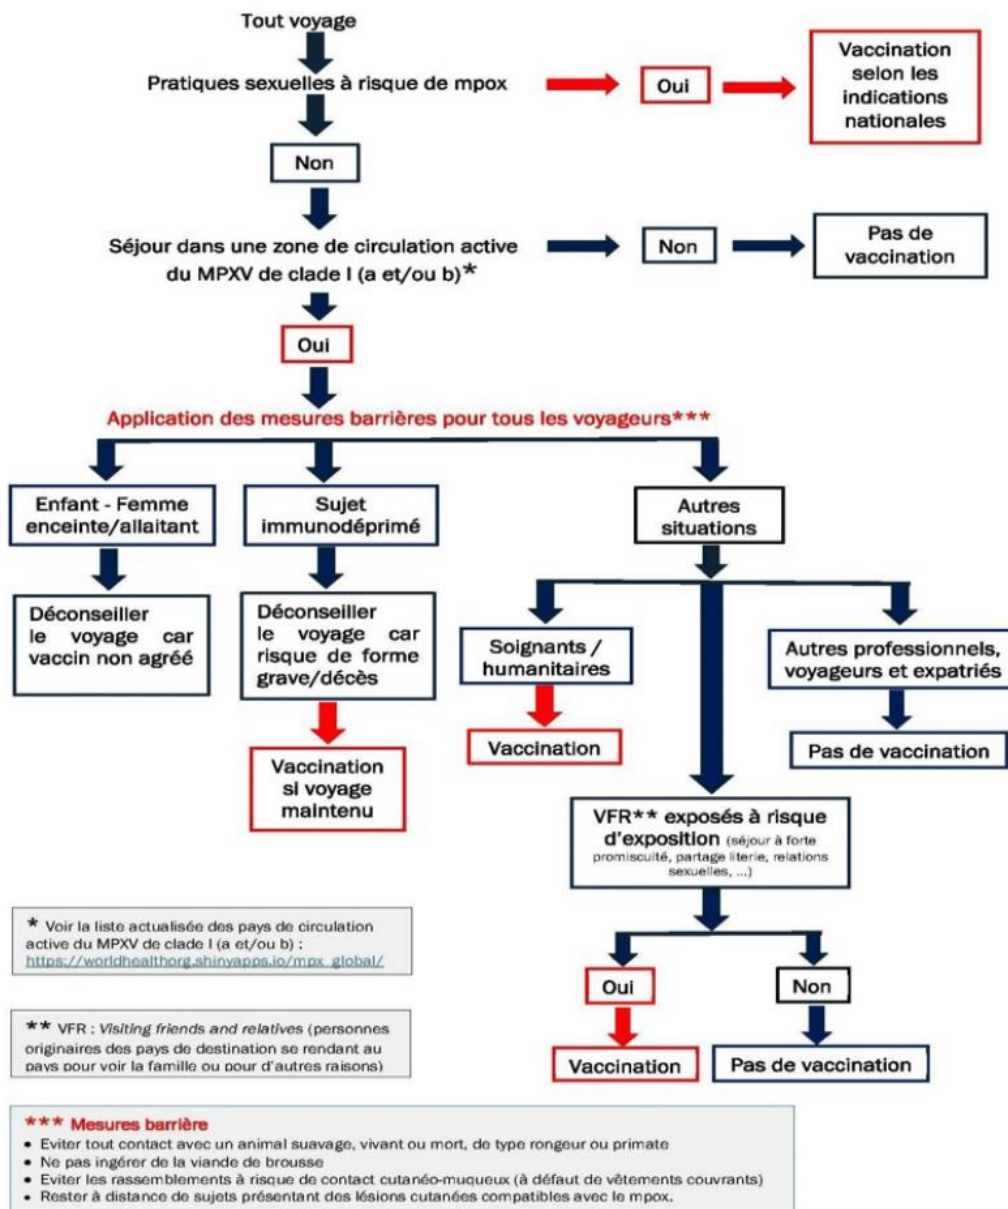 Tout voyage
Pratiques sexuelles à risque de mpox
Oui
Vaccination
selon les
indications
nationales
Non
Séjour dans une zone de circulation active
du MPXV de clade I (a et/ou b)*
Non
Pas de
vaccination
Oui
Application des mesures barrières pour tous les voyageurs***
Enfant - Femme
enceinte/allaitant
Sujet
immunodéprimé
Autres
situations
Déconseiller
le voyage car
vaccin non agréé
Déconseiller
le voyage car
risque de forme
grave/décès
Soignants /
humanitaires
Autres professionnels,
voyageurs et expatriés
Vaccination
si voyage
maintenu
Vaccination
Pas de vaccination
VFR** exposés à risque
d'exposition (séjour à forte
promiscuité, partage literie, relations
sexuelles, ...)
Oui
Non
Vaccination
Pas de vaccination
* Voir la liste actualisée des pays de circulation
active du MPXV de clade I (a et/ou b) :
https://worldhealthorg.shinyapps.io/mpx_global/
** VFR : Visiting friends and relatives (personnes
originaires des pays de destination se rendant au
pays pour voir la famille ou pour d'autres raisons)
*** Mesures barrière
• Eviter tout contact avec un animal suavage, vivant ou mort, de type rongeur ou primate
• Ne pas ingérer de la viande de brousse
• Eviter les rassemblements à risque de contact cutanéo-muqueux (à défaut de vêtements couvrants)
• Rester à distance de sujets présentant des lésions cutanées compatibles avec le mpox.